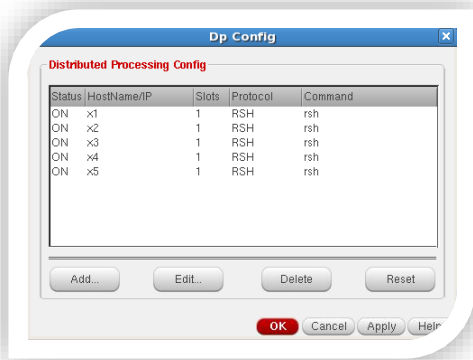 Dp Config
Distributed Processing Config
Status HostName/IP Slots Protocol Command
ON x1 1 RSH rsh
ON x2 1 RSH rsh
ON x3 1 RSH rsh
ON x4 1 RSH rsh
ON x5 1 RSH rsh
Add... Edit... Delete Reset
OK Cancel Apply Help